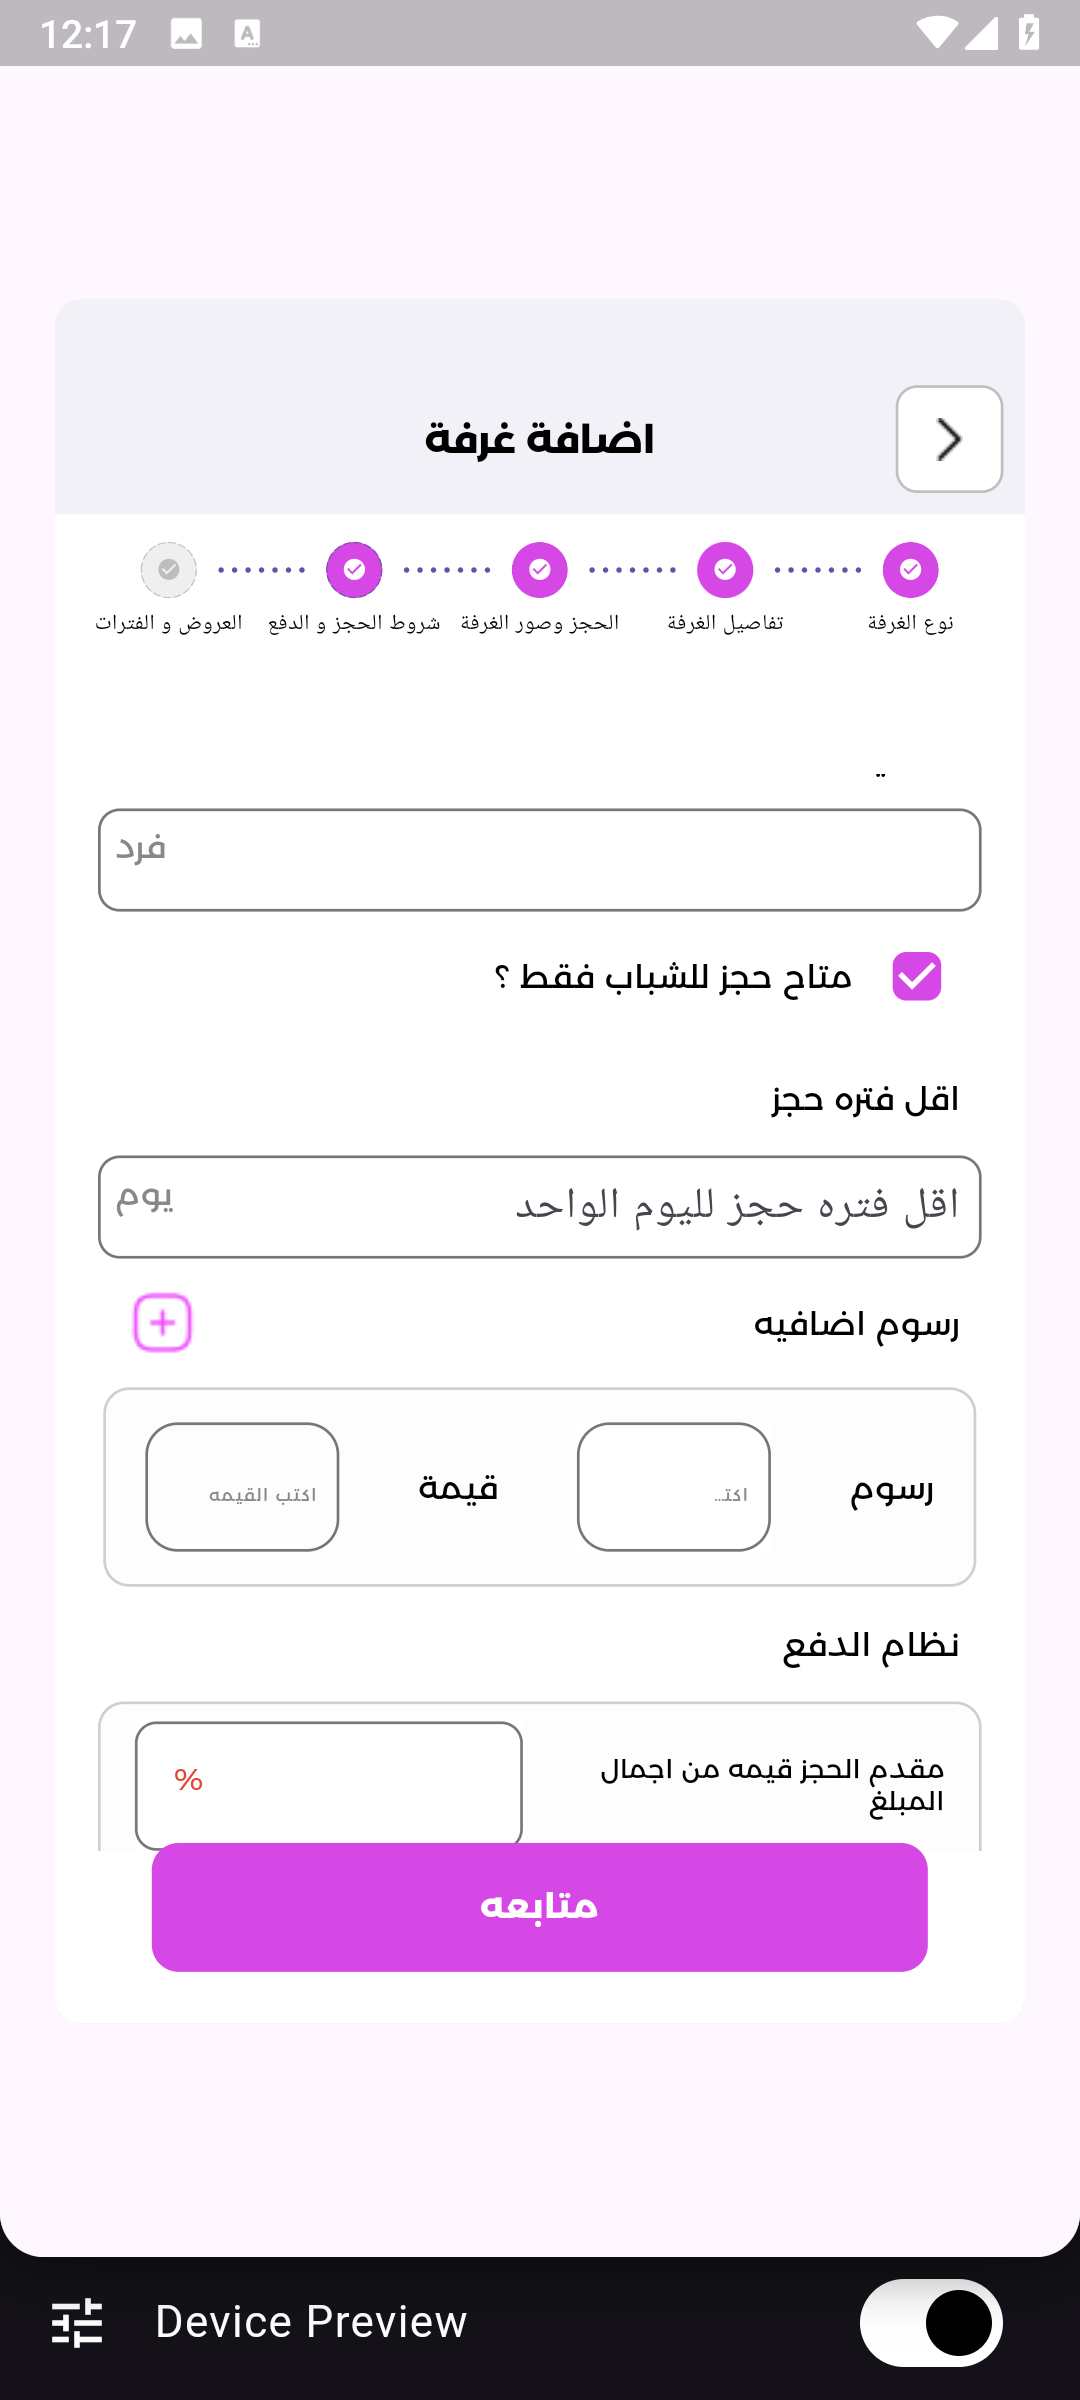 12:17
اضافة غرفة
نوع الغرفة
تفاصيل الغرفة
الحجز وصور الغرفة
شروط الحجز و الدفع
العروض و الفترات
فرد
متاح حجز للشباب فقط ؟
اقل فتره حجز
اقل فتره حجز لليوم الواحد
يوم
رسوم اضافيه
رسوم
اكت...
قيمة
اكتب القيمه
نظام الدفع
مقدم الحجز قيمه من اجمال
المبلغ
%
متابعه
Device Preview